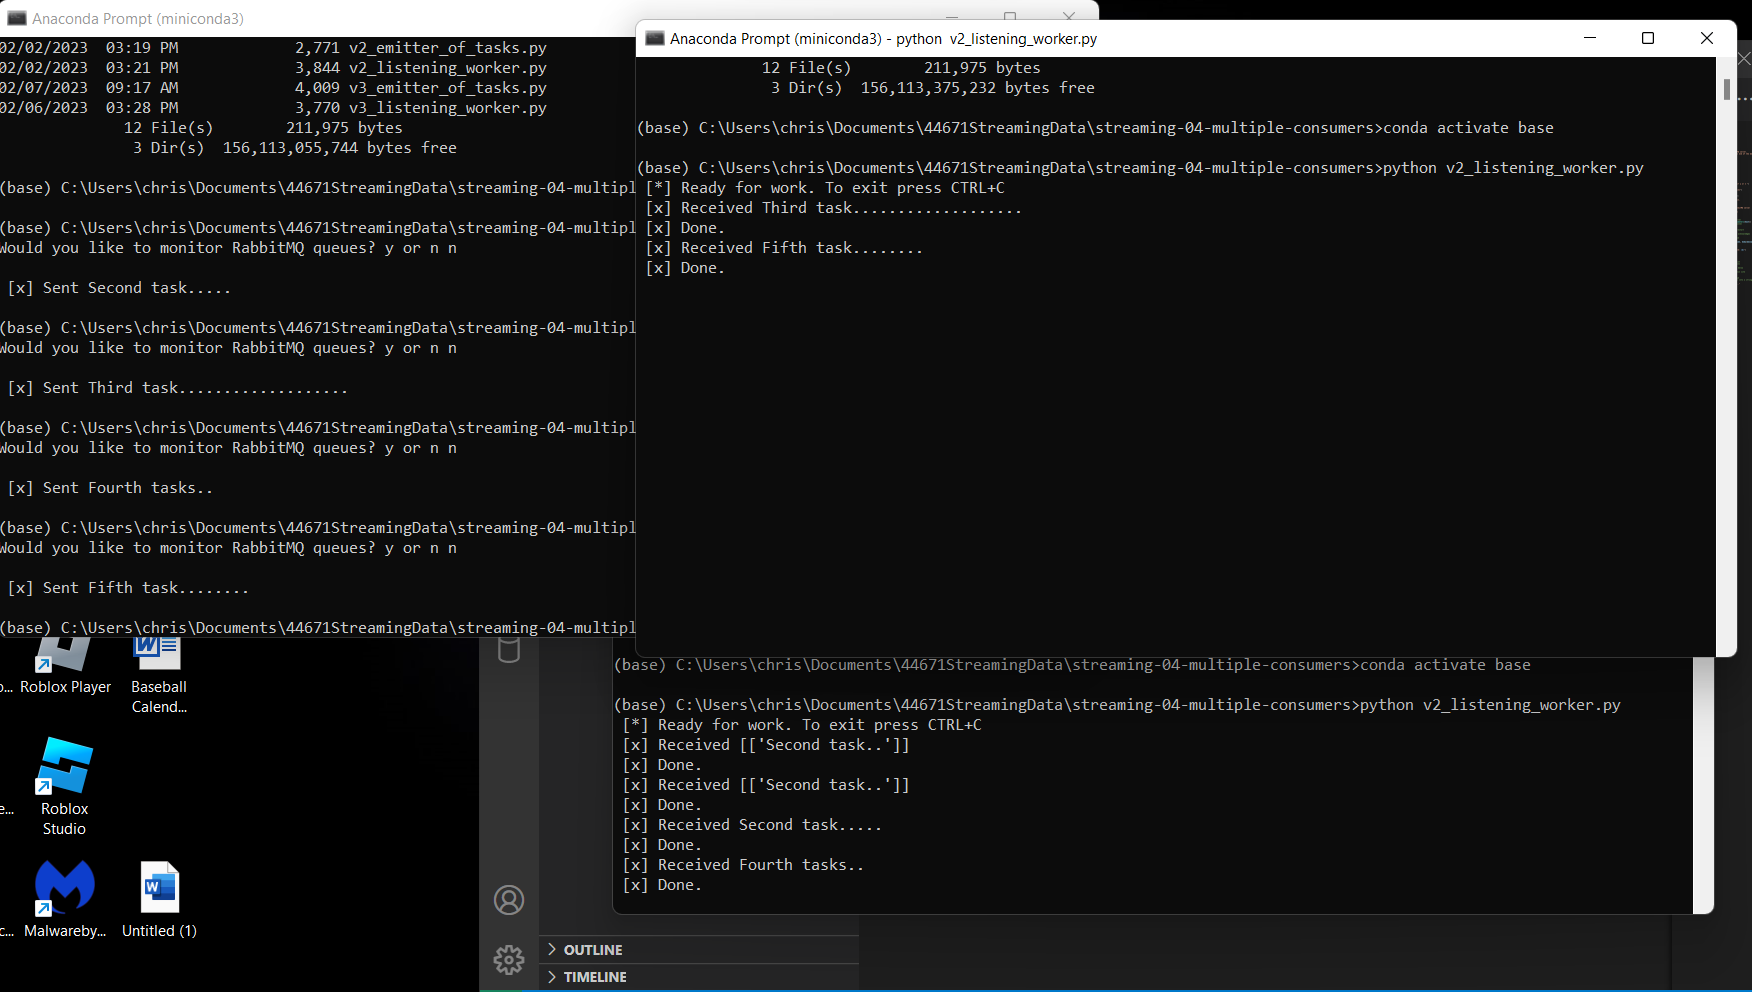 Anaconda Prompt (miniconda3)
02/02/2023  03:19 PM             2,771 v2_emitter_of_tasks.py
02/02/2023  03:21 PM             3,844 v2_listening_worker.py
02/07/2023  09:17 AM             4,009 v3_emitter_of_tasks.py
02/06/2023  03:28 PM             3,770 v3_listening_worker.py
12 File(s)        211,975 bytes
3 Dir(s)  156,113,055,744 bytes free
(base) C:\Users\chris\Documents\44671StreamingData\streaming-04-multipl
(base) C:\Users\chris\Documents\44671StreamingData\streaming-04-multipl
Would you like to monitor RabbitMQ queues? y or n n
[x] Sent Second task.....
(base) C:\Users\chris\Documents\44671StreamingData\streaming-04-multipl
Would you like to monitor RabbitMQ queues? y or n n
[x] Sent Third task...................
(base) C:\Users\chris\Documents\44671StreamingData\streaming-04-multipl
Would you like to monitor RabbitMQ queues? y or n n
[x] Sent Fourth tasks..
(base) C:\Users\chris\Documents\44671StreamingData\streaming-04-multipl
Would you like to monitor RabbitMQ queues? y or n n
[x] Sent Fifth task........
(base) C:\Users\chris\Documents\44671StreamingData\streaming-04-multipl
Anaconda Prompt (miniconda3) - python  v2_listening_worker.py
12 File(s)        211,975 bytes
3 Dir(s)  156,113,375,232 bytes free
(base) C:\Users\chris\Documents\44671StreamingData\streaming-04-multiple-consumers>conda activate base
(base) C:\Users\chris\Documents\44671StreamingData\streaming-04-multiple-consumers>python v2_listening_worker.py
[*] Ready for work. To exit press CTRL+C
[x] Received Third task...................
[x] Done.
[x] Received Fifth task........
[x] Done.
(base) C:\Users\chris\Documents\44671StreamingData\streaming-04-multiple-consumers>conda activate base
(base) C:\Users\chris\Documents\44671StreamingData\streaming-04-multiple-consumers>python v2_listening_worker.py
[*] Ready for work. To exit press CTRL+C
[x] Received [['Second task..']]
[x] Done.
[x] Received [['Second task..']]
[x] Done.
[x] Received Second task.....
[x] Done.
[x] Received Fourth tasks..
[x] Done.
Roblox Player
Baseball
Calend...
Roblox
Studio
Malwareby...
Untitled (1)
OUTLINE
TIMELINE